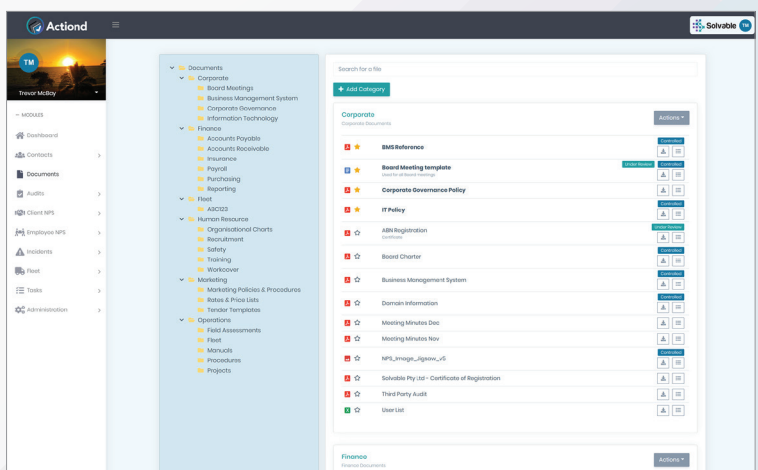 Actiond
Solvable TM
TM
Trevor McBay
MODULES
Dashboard
Contacts
Documents
Audits
Client NPS
Employee NPS
Incidents
Fleet
Tasks
Administration
Documents
Corporate
Board Meetings
Business Management System
Corporate Governance
Information Technology
Finance
Accounts Payable
Accounts Receivable
Insurance
Payroll
Purchasing
Reporting
Fleet
ASC123
Human Resource
Organisational Charts
Recruitment
Safety
Training
Workcover
Marketing
Marketing Policies & Procedures
Rates & Price Lists
Tender Templates
Operations
Field Assessments
Fleet
Manuals
Procedures
Projects
Search for a file
+ Add Category
Corporate
Corporate Documents
Actions
BMS Reference
Controlled
Board Meeting template
Used for all Board Meetings
Under Review Controlled
Corporate Governance Policy
Controlled
IT Policy
Controlled
ABN Registration
Certificate
Under Review
Board Charter
Controlled
Business Management System
Controlled
Domain Information
Controlled
Meeting Minutes Dec
Meeting Minutes Nov
NPS_Image_Jigsaw_v5
Controlled
Solvable Pty Ltd - Certificate of Registration
Third Party Audit
User List
Finance
Finance Documents
Actions